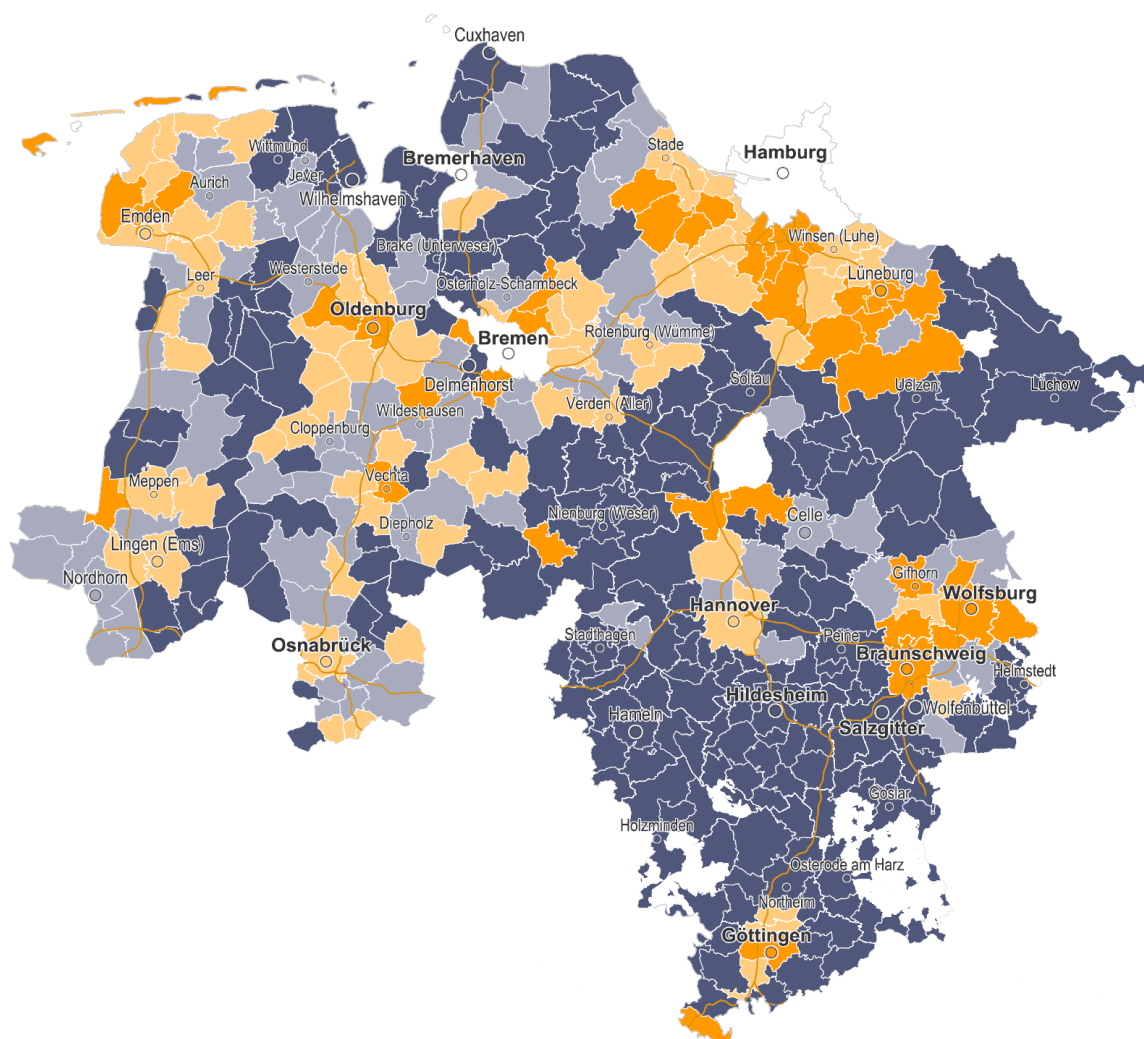 Cuxhaven
Stade
Hamburg
Wittmund
Bremerhaven
Jever
Aurich
Wilhelmshaven
Emden
Winsen (Luhe)
Brake (Unterweser)
Leer
Westerstede
Lüneburg
Osterholz-Scharmbeck
Oldenburg
Rotenburg (Wümme)
Bremen
Delmenhorst
Soltau
Uelzen
Lüchow
Wildeshausen
Verden (Aller)
Cloppenburg
Vechta
Meppen
Nienburg (Weser)
Celle
Diepholz
Lingen (Ems)
Gifhorn
Nordhorn
Wolfsburg
Hannover
Stadthagen
Peine
Osnabrück
Braunschweig
Helmstedt
Hildesheim
Wolfenbüttel
Hameln
Salzgitter
Goslar
Holzminden
Osterode am Harz
Northeim
Göttingen